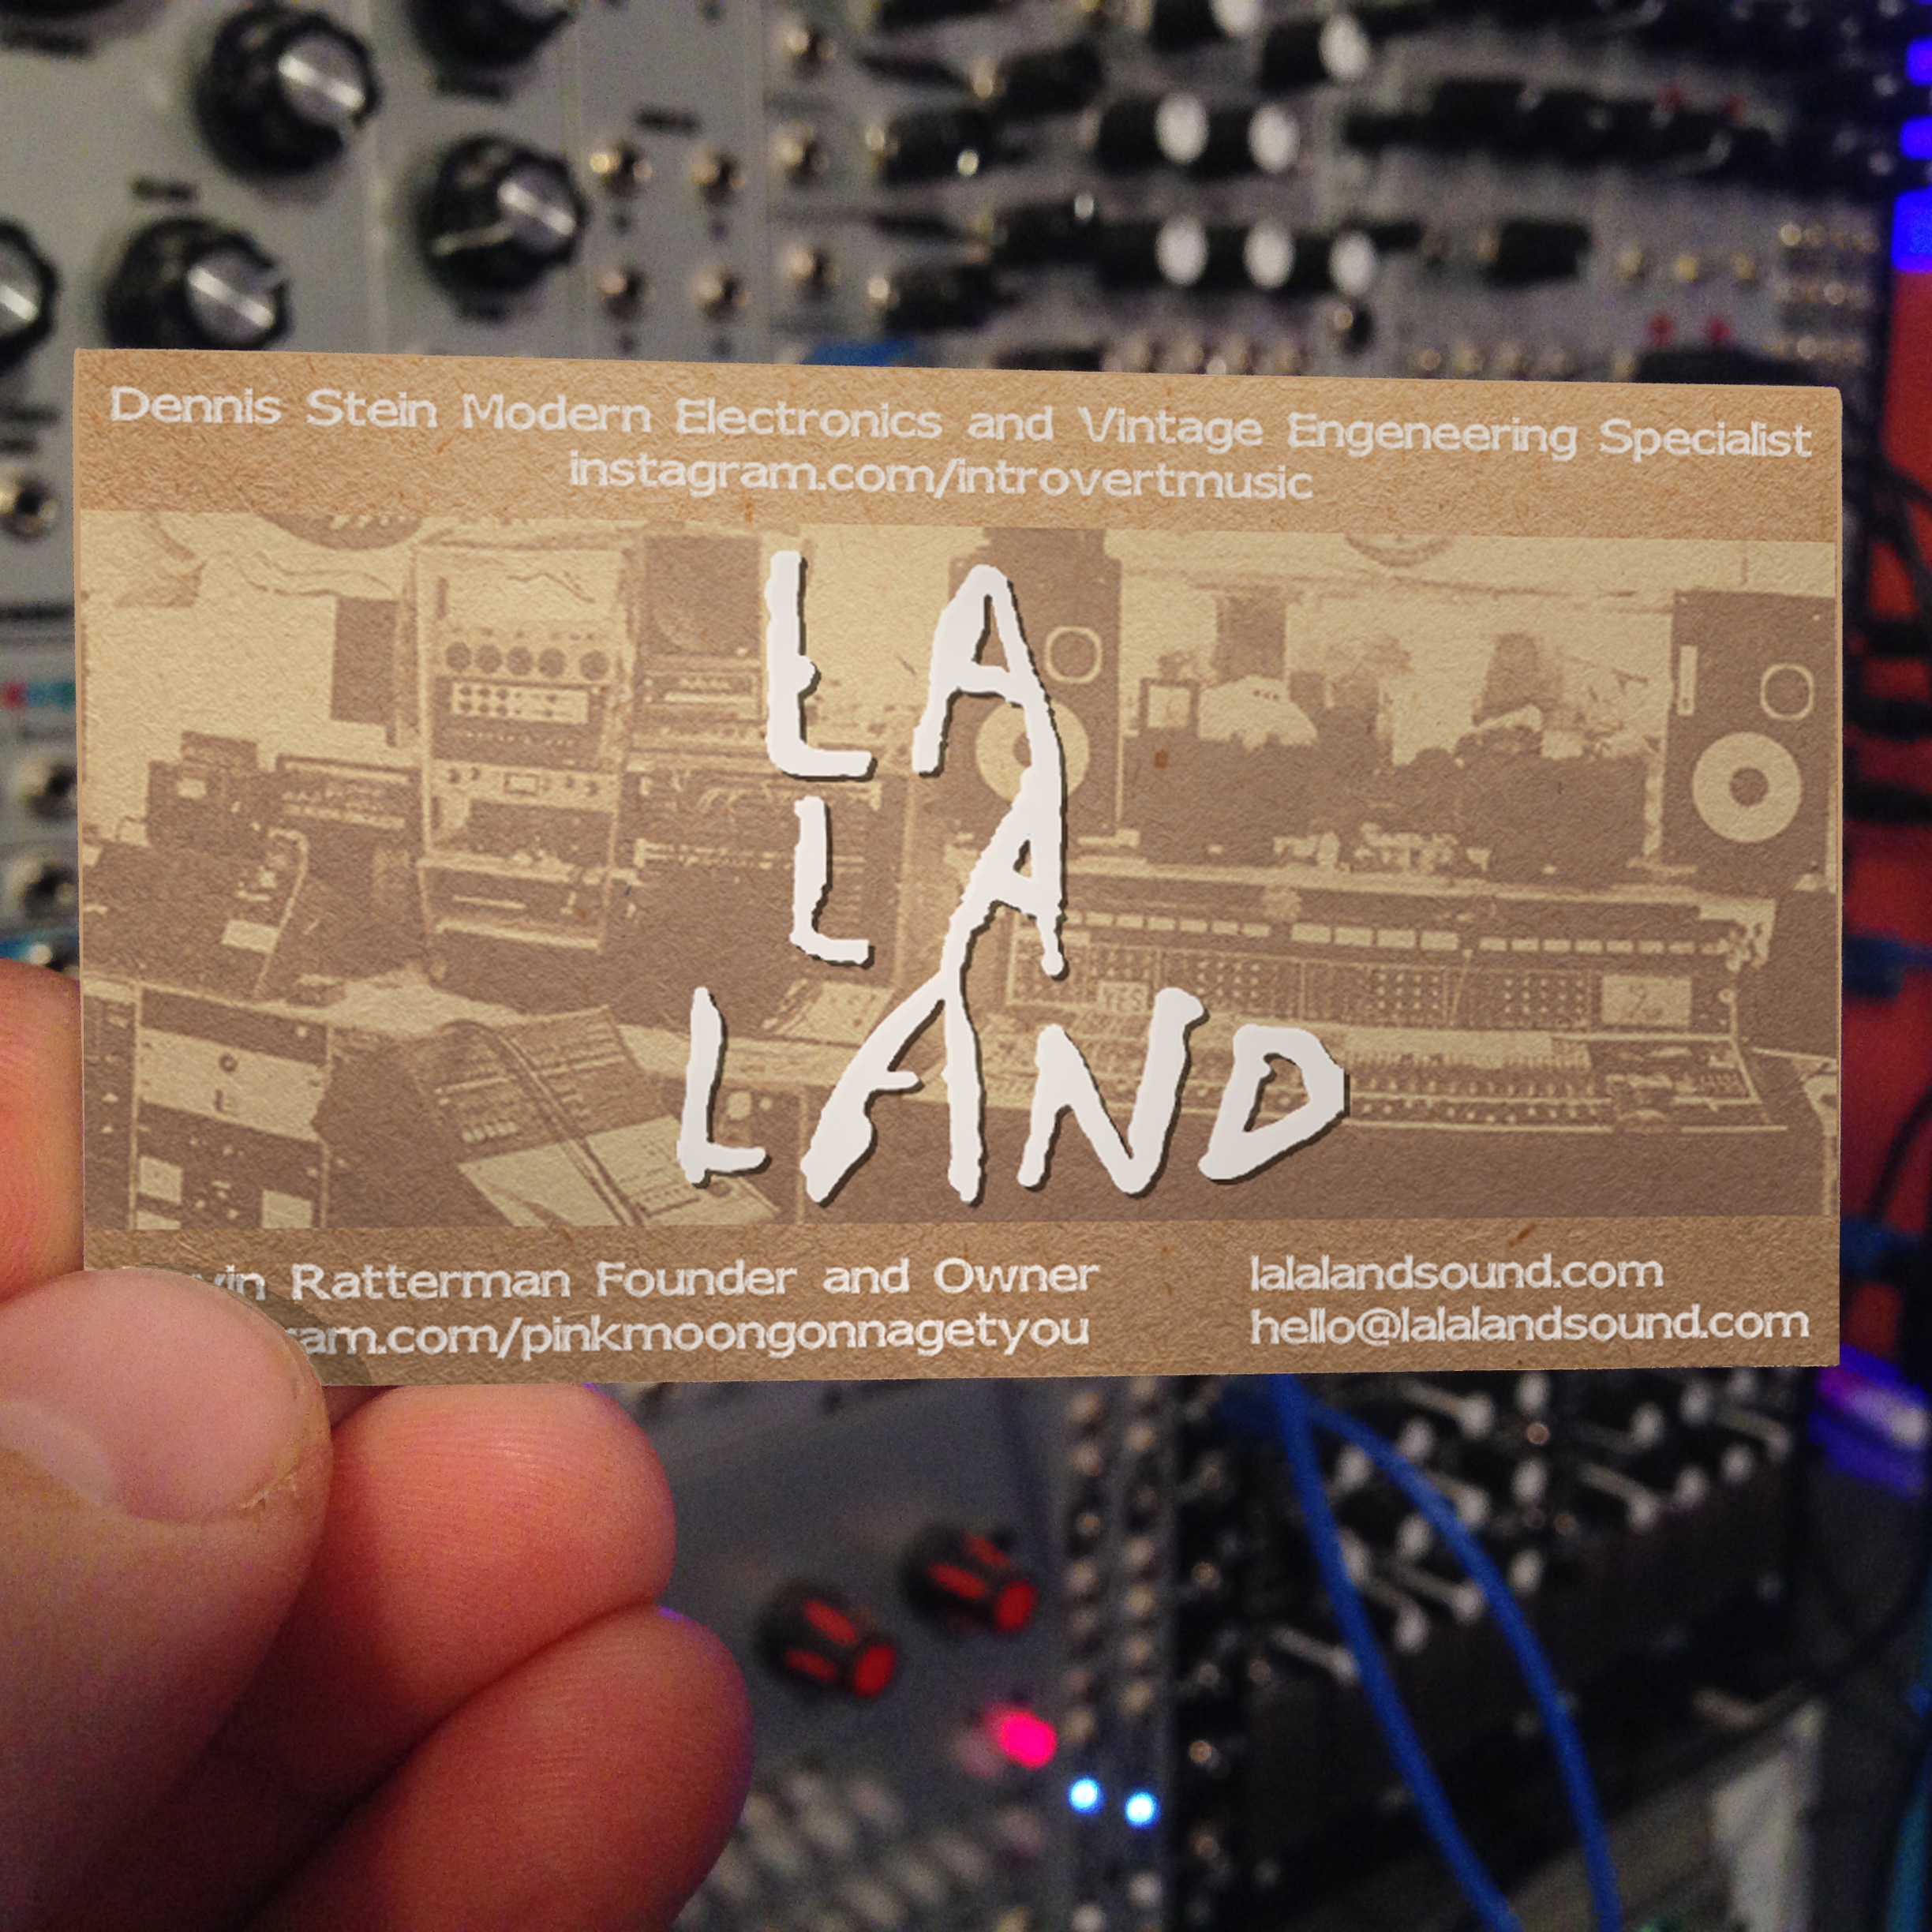 Dennis Stein Modern Electronics and Vintage Engeneering Specialist
instagram.com/introvertmusic
LA
LA
LAND
YES
Ratterman Founder and Owner
lalalandsound.com
hello@lalalandsound.com